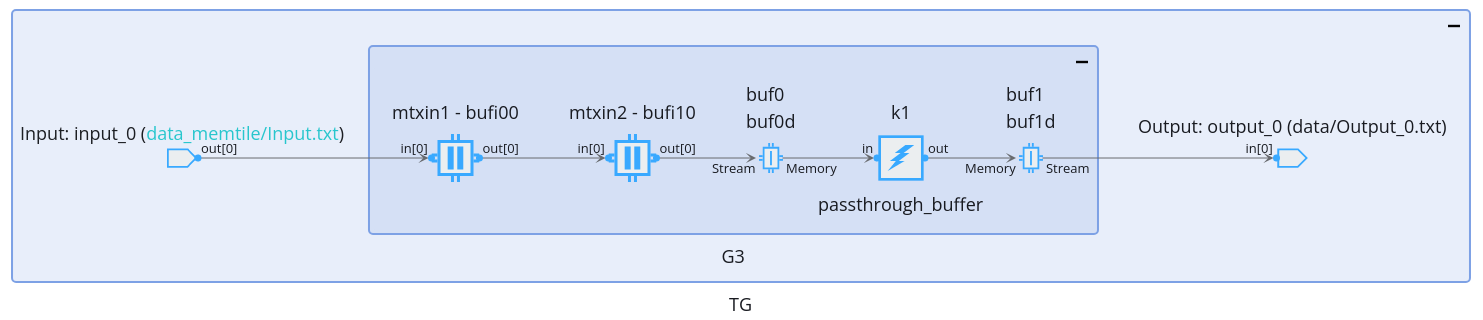 mtxin1 - bufi00
mtxin2 - bufi10
buf0
buf0d
k1
buf1
buf1d
Input: input_0 (data_memtile/Input.txt)
Output: output_0 (data/Output_0.txt)
out[0]
in[0]
out[0]
in[0]
out[0]
Stream
Memory
in
out
Memory
Stream
in[0]
passthrough_buffer
G3
TG